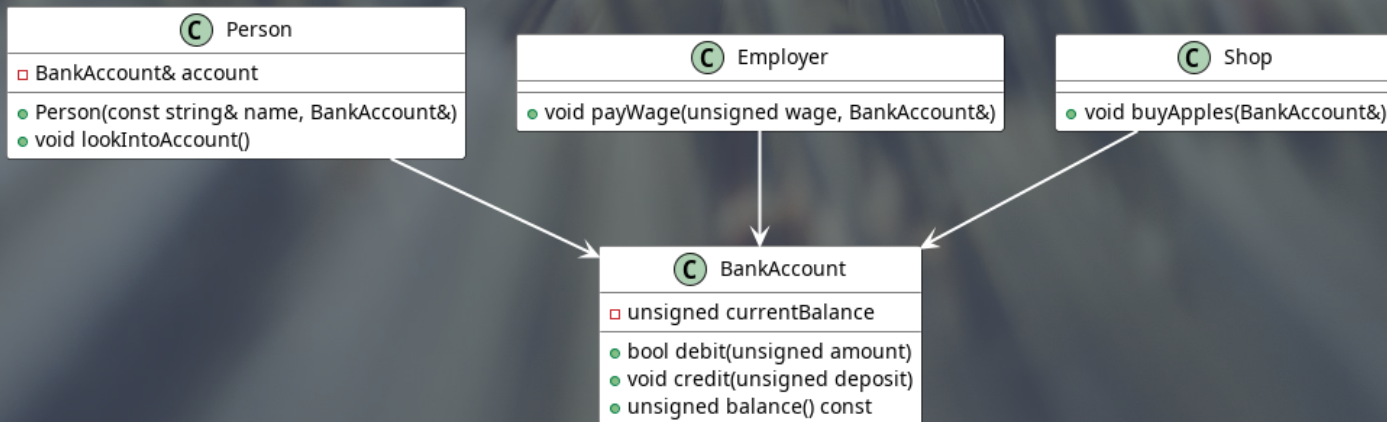 C Person
BankAccount& account
Person(const string& name, BankAccount&)
void lookIntoAccount()
C Employer
void payWage(unsigned wage, BankAccount&)
C Shop
void buyApples(BankAccount&)
C BankAccount
unsigned currentBalance
bool debit(unsigned amount)
void credit(unsigned deposit)
unsigned balance() const